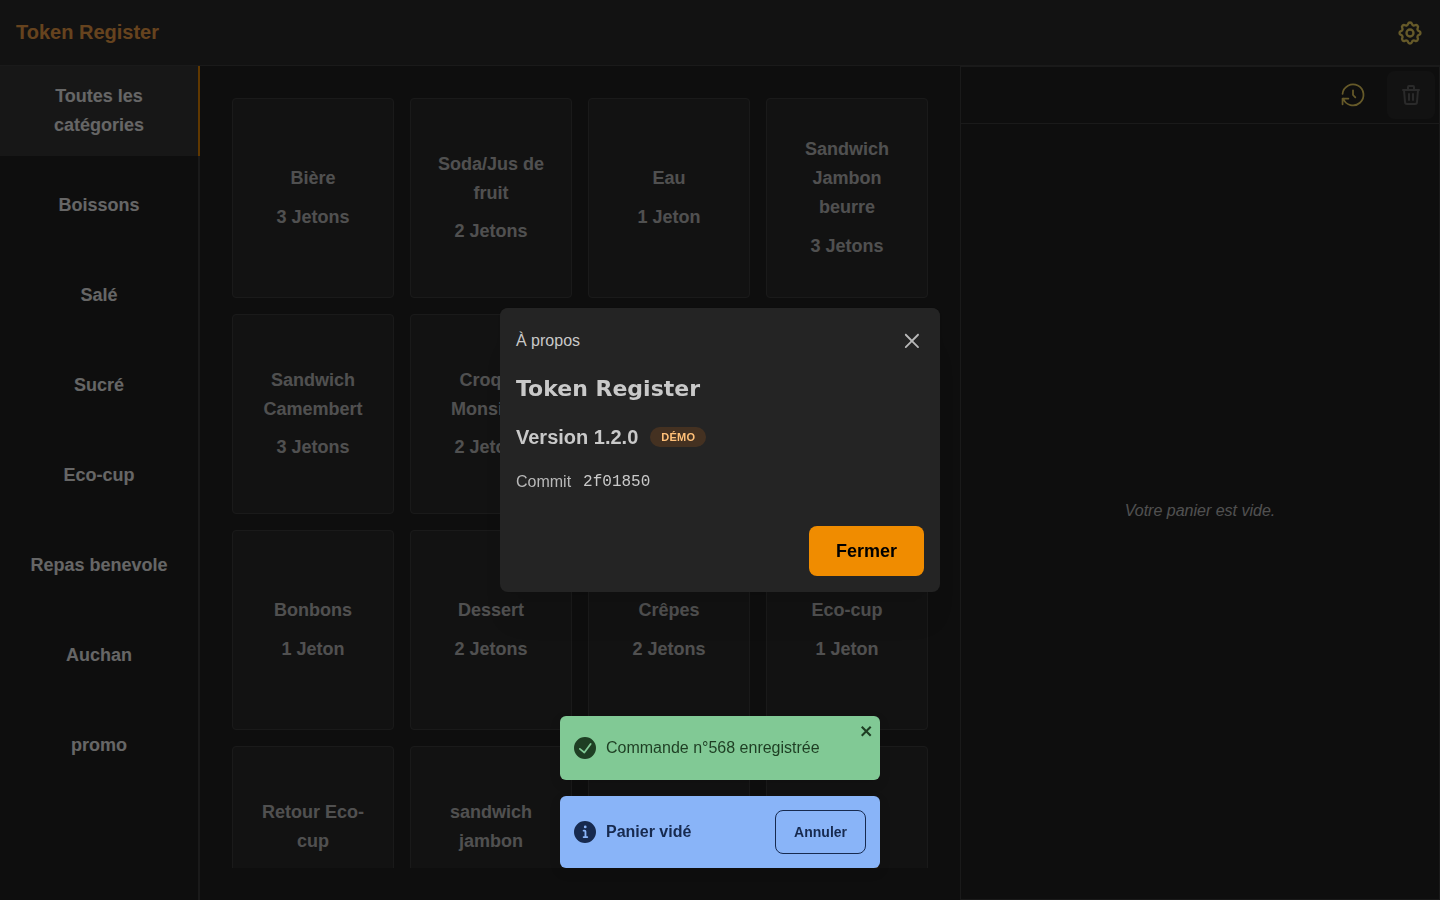 Token Register
Toutes les
catégories
Boissons
Salé
Sucré
Eco-cup
Repas benevole
Auchan
promo
Bière
3 Jetons
Soda/Jus de
fruit
2 Jetons
Eau
1 Jeton
Sandwich
Jambon
beurre
3 Jetons
Sandwich
Camembert
3 Jetons
Bonbons
1 Jeton
Dessert
2 Jetons
Crêpes
2 Jetons
Eco-cup
1 Jeton
Retour Eco-
cup
sandwich
jambon
À propos
Token Register
Version 1.2.0 DÉMO
Commit 2f01850
Fermer
Commande n°568 enregistrée
Panier vidé
Annuler
Votre panier est vide.